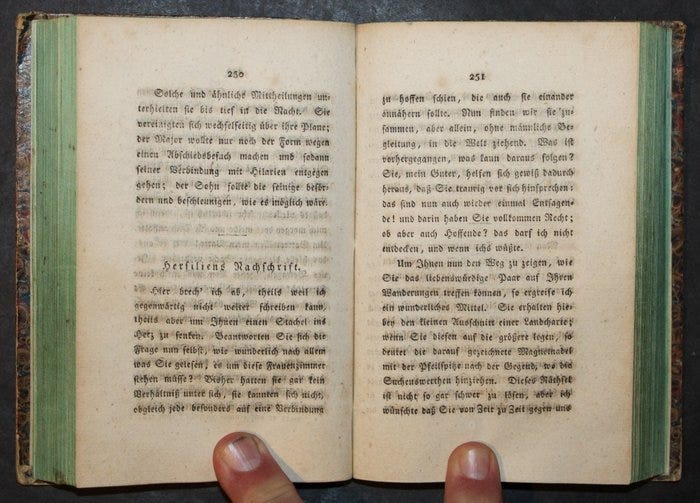 250
Solche und ähnliche Mittheilungen un-
terhielten sie bis tief in die Nacht. Sie
vereinigten sich wechselseitig über ihre Plane;
der Major wollte nur noch der Form wegen
einen Abschiedsbesuch machen und sodann
seiner Verbindung mit Hilarien entgegen
gehen; der Sohn sollte die seinige beför-
dern und beschleunigen, wie es möglich wäre.
Hersiliens Nachschrift.
Hier brech' ich ab, theils weil ich
gegenwärtig nicht weiter schreiben kann,
theils aber um Ihnen einen Stachel ins
Herz zu senken. Beantworten Sie sich die
Frage nun selbst, wie wunderlich nach allem
was Sie gelesen, es um diese Frauenzimmer
stehen müsse? Bisher hatten sie gar kein
Verhältniß unter sich, sie kannten sich nicht,
obgleich jede besonders auf eine Verbindung
251
zu hoffen schien, die auch sie einander
annähern sollte. Nun finden wir sie zu-
sammen, aber allein, ohne männliche Be-
gleitung, in die Welt ziehend. Was ist
vorhergegangen, was kann daraus folgen?
Sie, mein Guter, helfen sich gewiß dadurch
heraus, daß Sie traurig vor sich hinsprechen:
das sind nun auch wieder einmal Entsagen-
de! und darin haben Sie vollkommen Recht;
ob aber auch Hoffende? das darf ich nicht
entdecken, und wenn ichs wüßte.
Um Ihnen nun den Weg zu zeigen, wie
Sie das liebenswürdige Paar auf Ihren
Wanderungen treffen können, so ergreife ich
ein wunderliches Mittel. Sie erhalten hie-
bey den kleinen Ausschnitt einer Landcharte;
wenn Sie diesen auf die größere legen, so
deutet die darauf gezeichnete Magnetnadel
mit der Pfeilspitze nach der Gegend, wo die
Suchenswerthen hinziehen. Dieses Räthsel
ist nicht so gar schwer zu lösen, aber ich
wünschte daß Sie von Zeit zu Zeit gegen uns